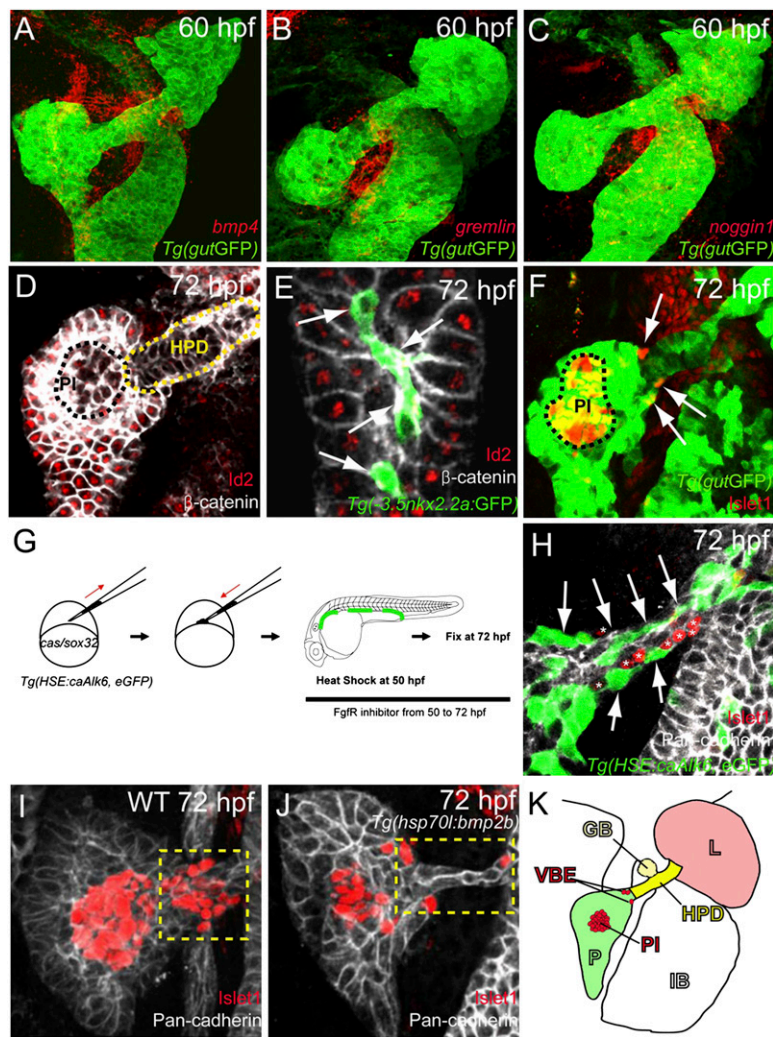 A 60 hpf
bmp4
Tg(gutGFP)
B 60 hpf
gremlin
Tg(gutGFP)
C 60 hpf
noggin1
Tg(gutGFP)
D 72 hpf
PI
HPD
Id2
β-catenin
E 72 hpf
Id2
β-catenin
Tg(-3.5nkx2.2a:GFP)
F 72 hpf
PI
Tg(gutGFP)
Islet1
G
cas/sox32
Tg(HSE:caAlk6, eGFP)
Heat Shock at 50 hpf
Fix at 72 hpf
FgfR inhibitor from 50 to 72 hpf
H 72 hpf
Islet1
Pan-cadherin
Tg(HSE:caAlk6, eGFP)
I WT 72 hpf
Islet1
Pan-cadherin
J 72 hpf
Tg(hsp70l:bmp2b)
Islet1
Pan-cadherin
K
GB
L
VBE
HPD
P
PI
IB